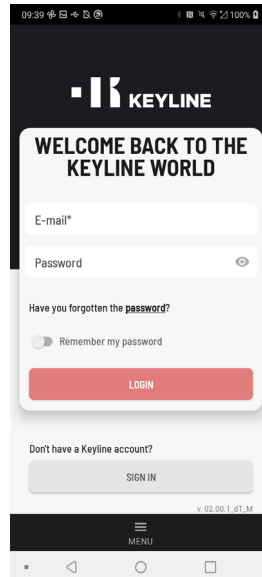 09:39 100%
KEYLINE
WELCOME BACK TO THE
KEYLINE WORLD
E-mail*
Password
Have you forgotten the password?
Remember my password
LOGIN
Don't have a Keyline account?
SIGN IN
v. 02.00.1_dT_M
MENU